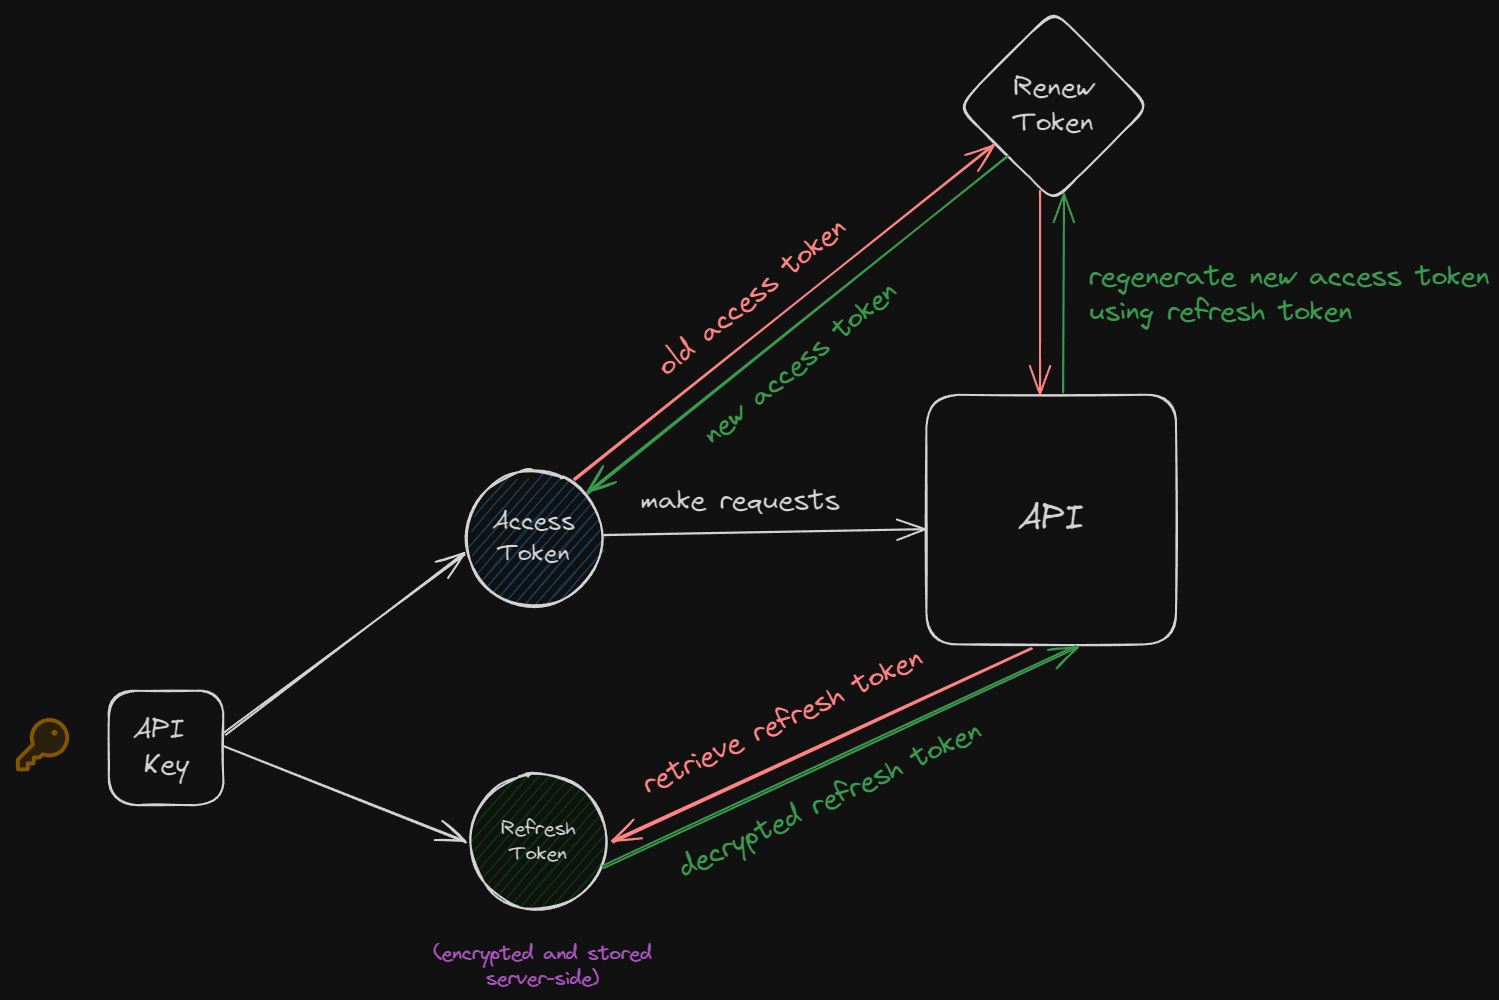 Renew
Token
old access token
new access token
regenerate new access token
using refresh token
make requests
Access
Token
API
API
Key
retrieve refresh token
decrypted refresh token
Refresh
Token
(encrypted and stored
server-side)